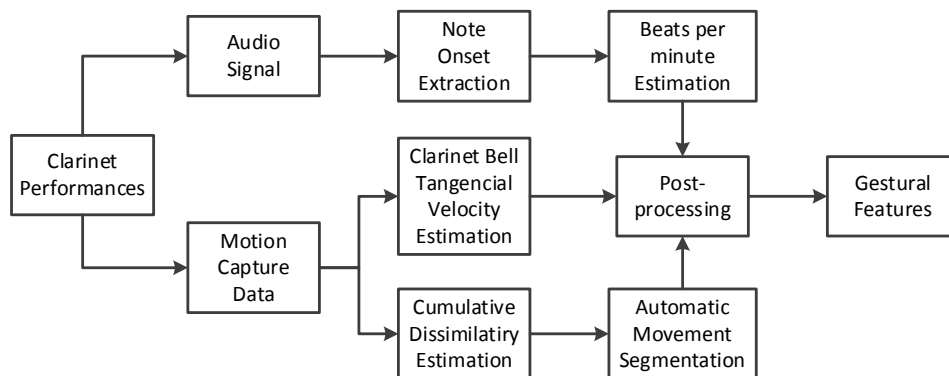 Audio
Signal
Note
Onset
Extraction
Beats per
minute
Estimation
Clarinet
Performances
Clarinet Bell
Tangencial
Velocity
Estimation
Post-
processing
Gestural
Features
Motion
Capture
Data
Cumulative
Dissimilatiry
Estimation
Automatic
Movement
Segmentation